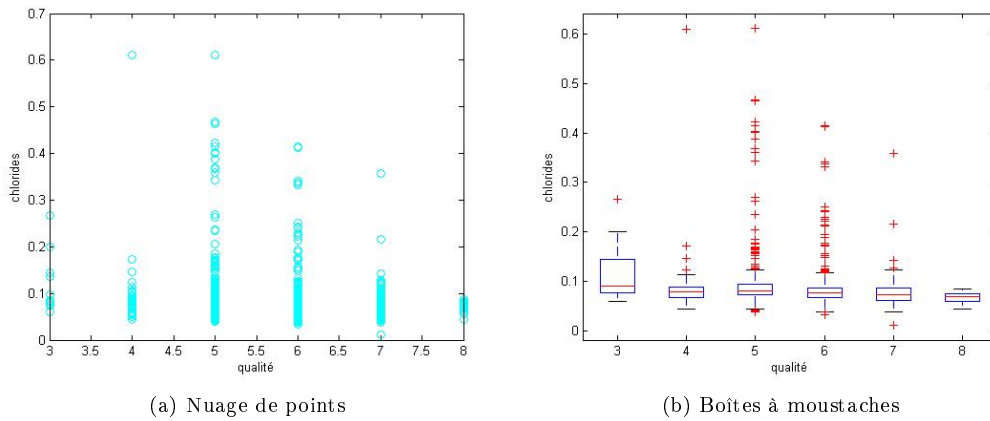 0.7
0.6
0.5
0.4
0.3
0.2
0.1
0
chlorides
3 3.5 4 4.5 5 5.5 6 6.5 7 7.5 8
qualité
(a) Nuage de points
0.6
0.5
0.4
0.3
0.2
0.1
0
chlorides
3 4 5 6 7 8
qualité
(b) Boîtes à moustaches